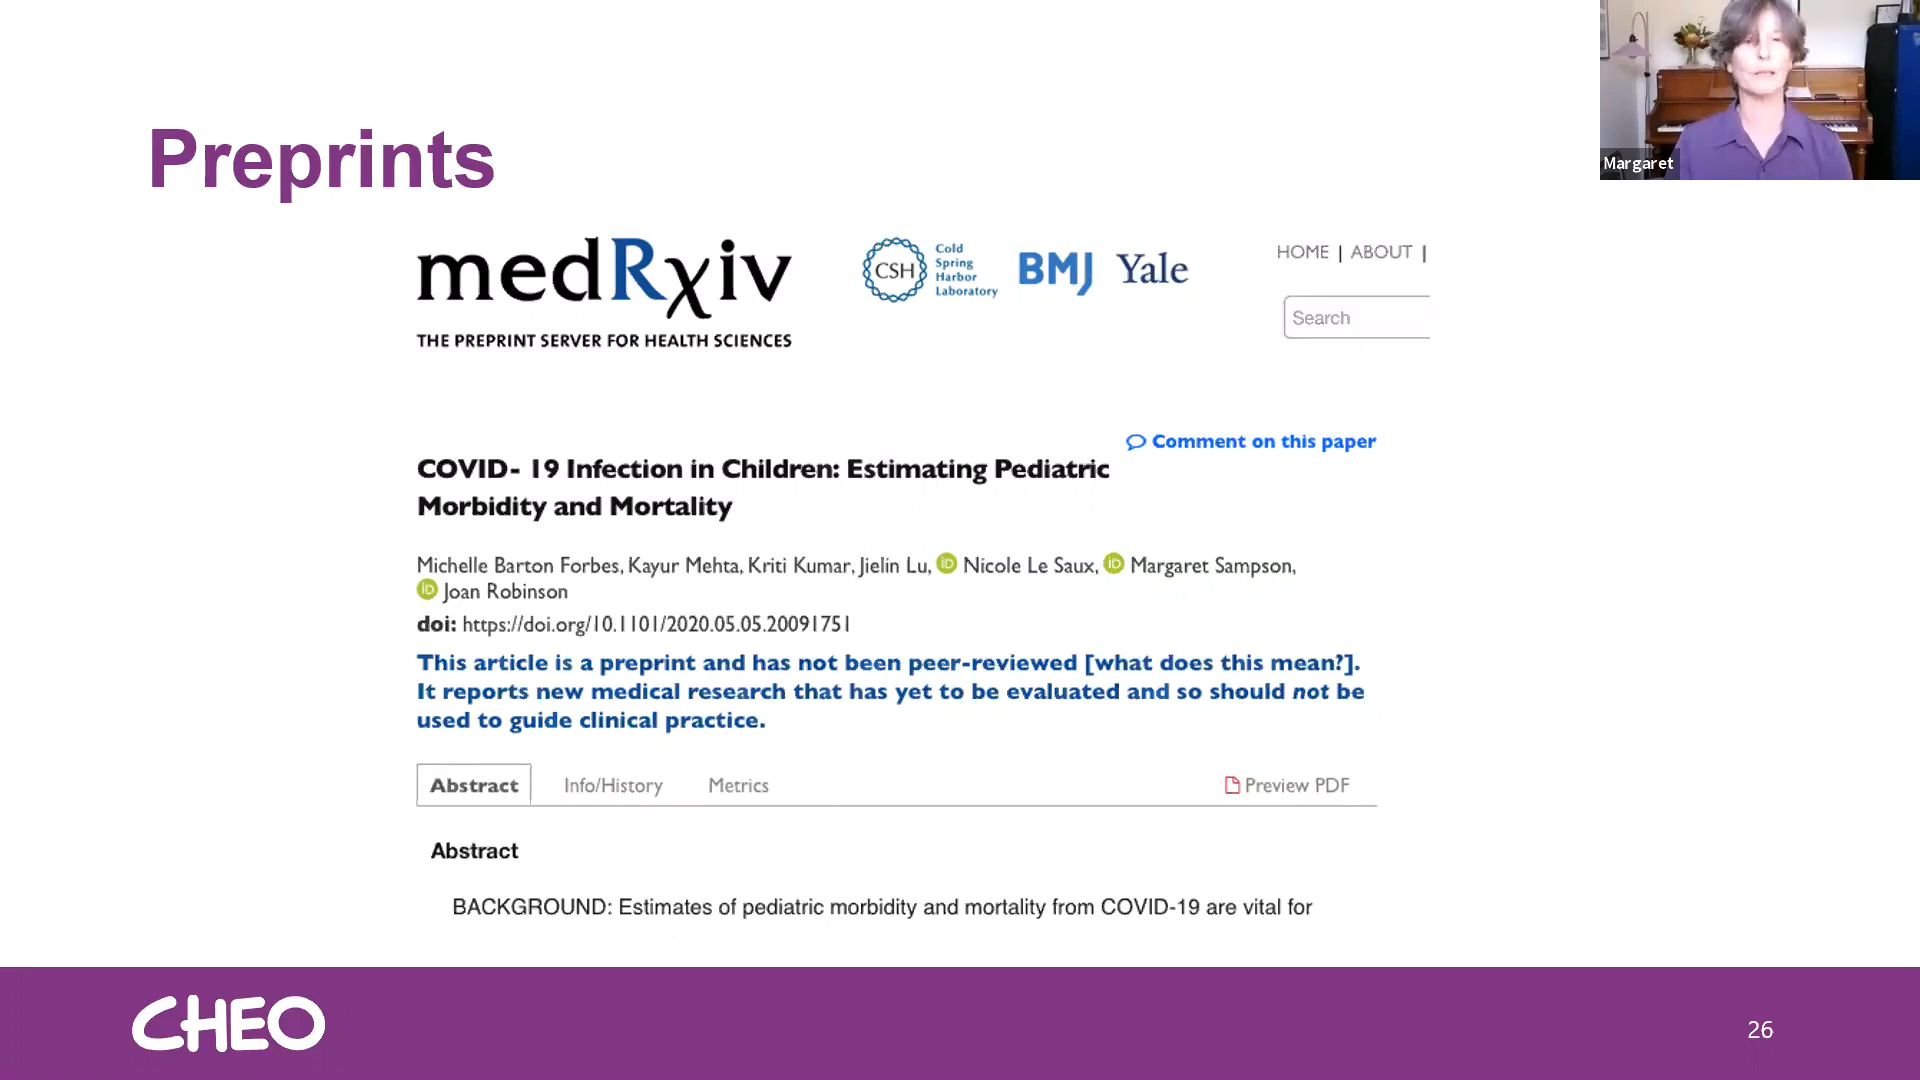 Preprints
Margaret
medRxiv
THE PREPRINT SERVER FOR HEALTH SCIENCES
CSH
Cold
Spring
Harbor
Laboratory
BMJ
Yale
HOME | ABOUT |
Search
Comment on this paper
COVID- 19 Infection in Children: Estimating Pediatric
Morbidity and Mortality
Michelle Barton Forbes, Kayur Mehta, Kriti Kumar, Jielin Lu, iD Nicole Le Saux, iD Margaret Sampson,
iD Joan Robinson
doi: https://doi.org/10.1101/2020.05.05.20091751
This article is a preprint and has not been peer-reviewed [what does this mean?].
It reports new medical research that has yet to be evaluated and so should not be
used to guide clinical practice.
Abstract
Info/History
Metrics
Preview PDF
Abstract
BACKGROUND: Estimates of pediatric morbidity and mortality from COVID-19 are vital for
CHEO
26